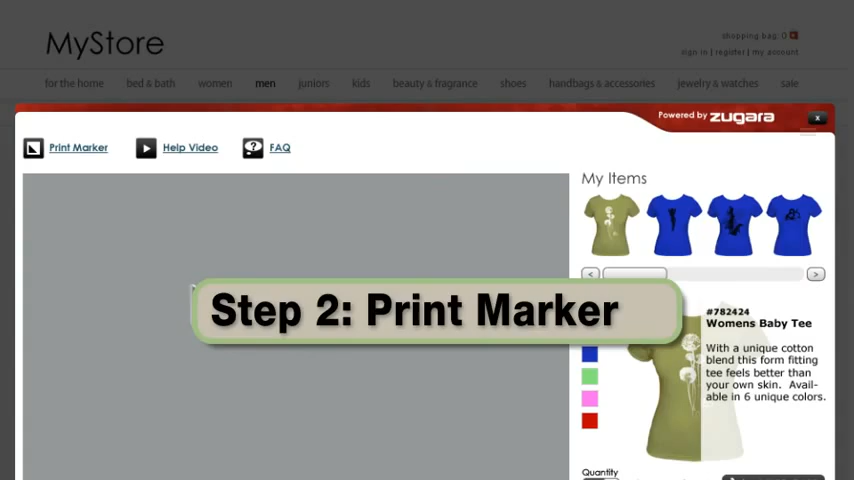 MyStore
shopping bag: 0
sign in | register | my account
for the home
bed & bath
women
men
juniors
kids
beauty & fragrance
shoes
handbags & accessories
jewelry & watches
sale
Powered by zugara
x
Print Marker
Help Video
FAQ
My Items
<
>
Step 2: Print Marker
#782424
Womens Baby Tee
With a unique cotton
blend this form fitting
tee feels better than
your own skin. Avail-
able in 6 unique colors.
Quantity